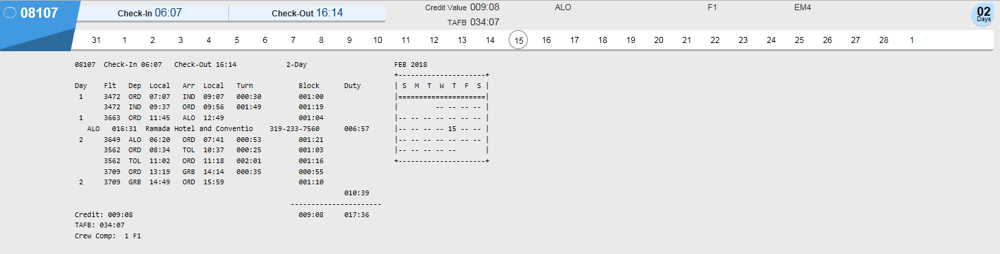 08107 Check-In 06:07 Check-Out 16:14 Credit Value 009:08 ALO F1 EM4 02
TAFB 034:07 Days
31 1 2 3 4 5 6 7 8 9 10 11 12 13 14 15 16 17 18 19 20 21 22 23 24 25 26 27 28 1
08107 Check-In 06:07 Check-Out 16:14 2-Day FEB 2018
+---------------------+
Day Flt Dep Local Arr Local Turn Block Duty | S M T W T F S |
1 3472 ORD 07:07 IND 09:07 000:30 001:00 |=====================|
3472 IND 09:37 ORD 09:56 001:49 001:19 | -- -- -- -- |
1 3663 ORD 11:45 ALO 12:49 001:04 |-- -- -- -- -- -- -- |
ALO 016:31 Ramada Hotel and Conventio 319-233-7560 006:57 |-- -- -- -- 15 -- -- |
2 3649 ALO 06:20 ORD 07:41 000:53 001:21 |-- -- -- -- -- -- -- |
3562 ORD 08:34 TOL 10:37 000:25 001:03 |-- -- -- -- -- |
3562 TOL 11:02 ORD 11:18 002:01 001:16 +---------------------+
3709 ORD 13:19 GRB 14:14 000:35 000:55
2 3709 GRB 14:49 ORD 15:59 001:10
010:39
----------------------
Credit: 009:08 009:08 017:36
TAFB: 034:07
Crew Comp: 1 F1